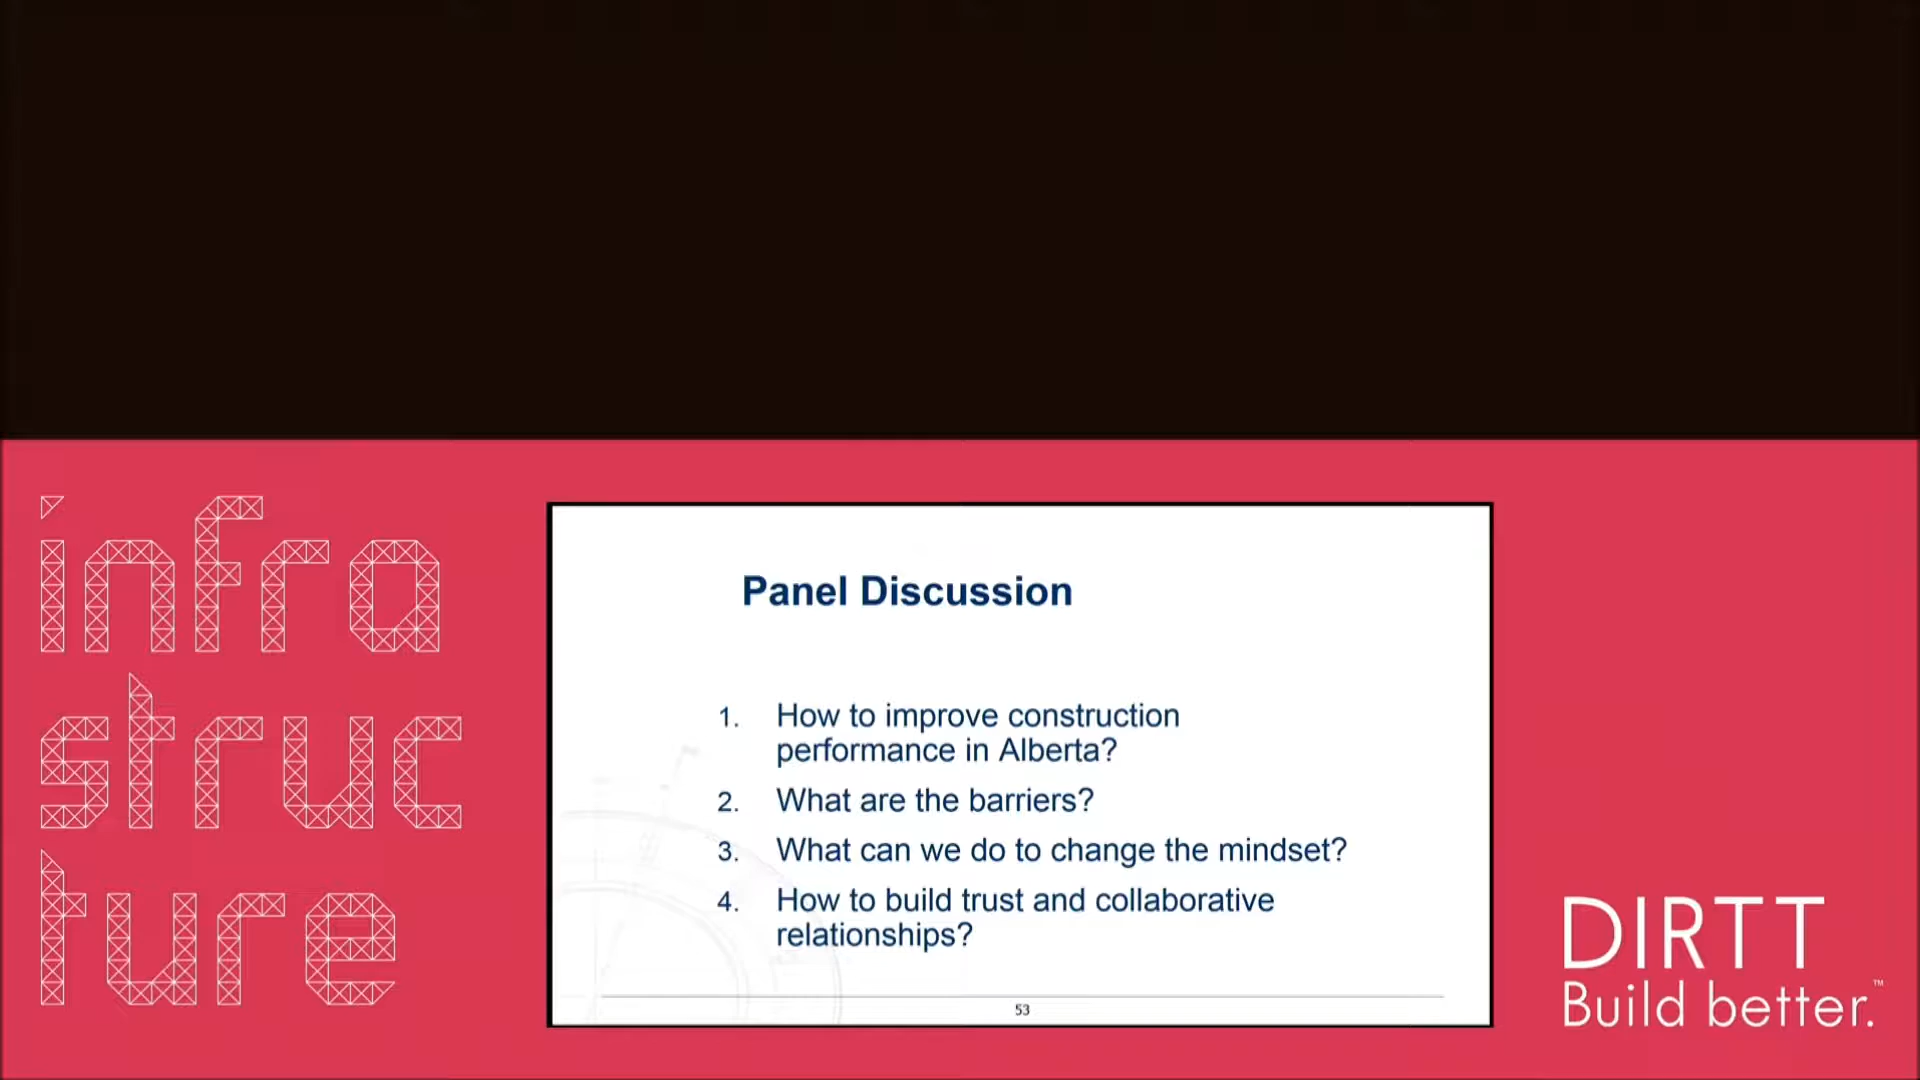 infra
struc
ture
Panel Discussion
1. How to improve construction
performance in Alberta?
2. What are the barriers?
3. What can we do to change the mindset?
4. How to build trust and collaborative
relationships?
53
DIRTT
Build better.™